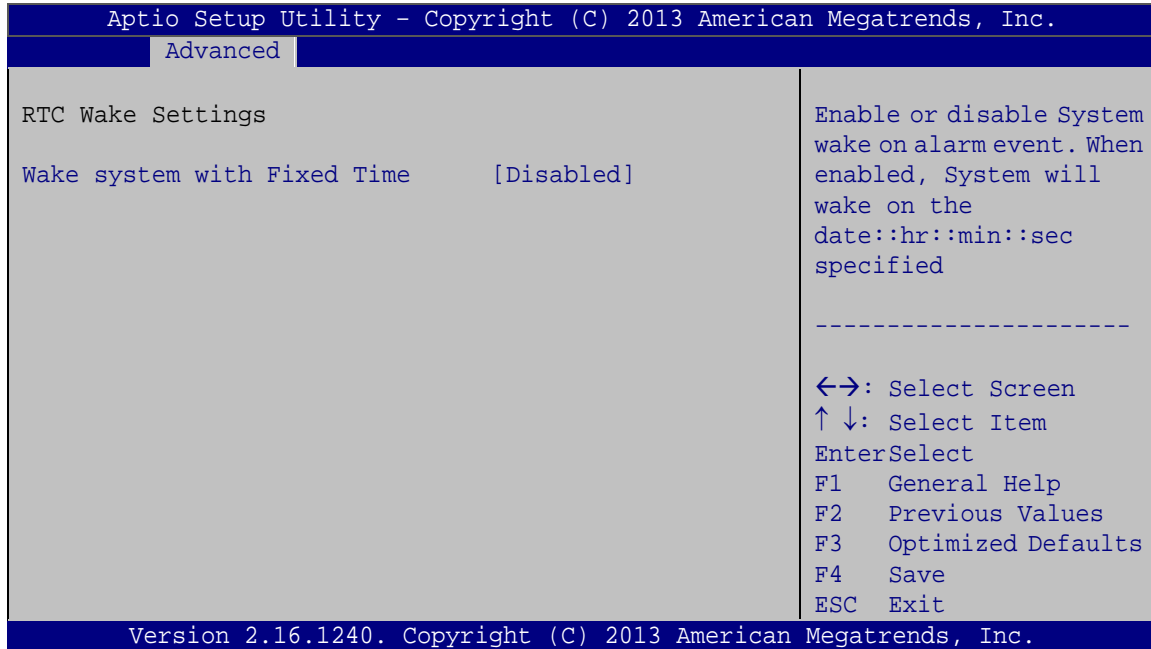 Aptio Setup Utility – Copyright (C) 2013 American Megatrends, Inc.
Advanced
RTC Wake Settings
Wake system with Fixed Time [Disabled]
Enable or disable System
wake on alarm event. When
enabled, System will
wake on the
date::hr::min::sec
specified
----------------------
←→: Select Screen
↑ ↓: Select Item
EnterSelect
F1 General Help
F2 Previous Values
F3 Optimized Defaults
F4 Save
ESC Exit
Version 2.16.1240. Copyright (C) 2013 American Megatrends, Inc.